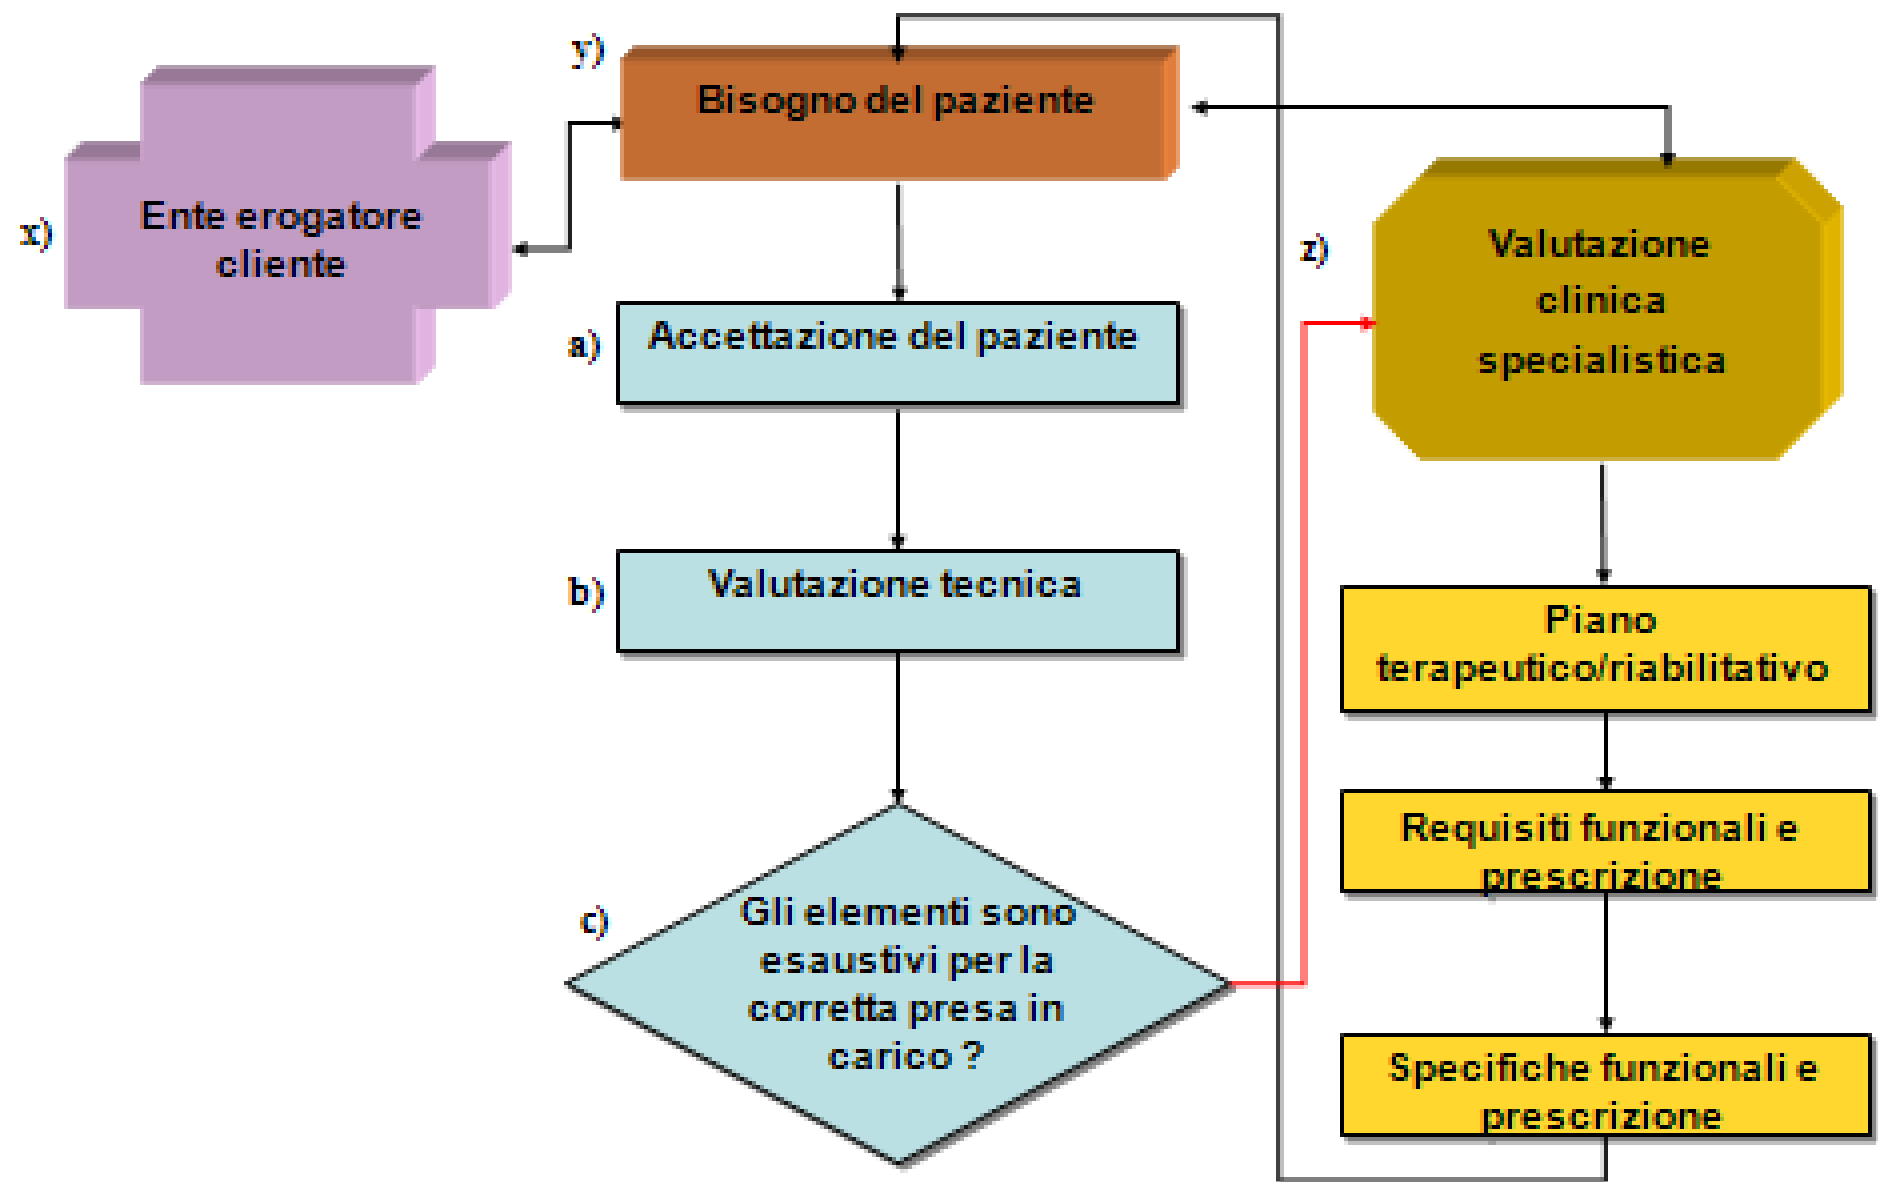 y)
Bisogno del paziente
x)
Ente erogatore
cliente
z)
Valutazione
clinica
specialistica
a)
Accettazione del paziente
b)
Valutazione tecnica
Piano
terapeutico/riabilitativo
Requisiti funzionali e
prescrizione
c)
Gli elementi sono
esaustivi per la
corretta presa in
carico ?
Specifiche funzionali e
prescrizione